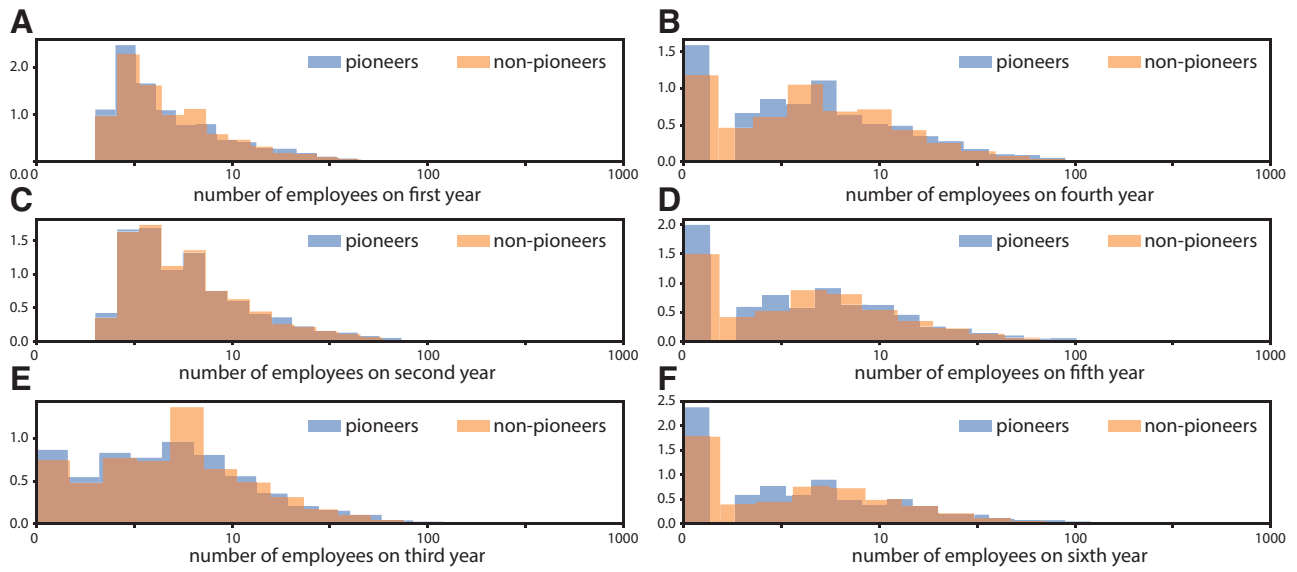 A
2.0
1.0
0.00
10
100
1000
pioneers
non-pioneers
number of employees on first year
B
1.5
1.0
0.5
0.0
0
10
100
1000
pioneers
non-pioneers
number of employees on fourth year
C
1.5
1.0
0.5
0.0
0
10
100
1000
pioneers
non-pioneers
number of employees on second year
D
2.0
1.5
1.0
0.5
0.0
0
10
100
1000
pioneers
non-pioneers
number of employees on fifth year
E
1.0
0.5
0.0
0
10
100
1000
pioneers
non-pioneers
number of employees on third year
F
2.5
2.0
1.5
1.0
0.5
0.0
0
10
100
1000
pioneers
non-pioneers
number of employees on sixth year